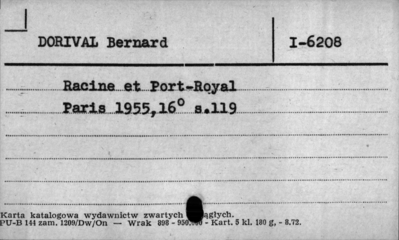 DORIVAL Bernard
I-6208
Racine et Port-Royal
Paris 1955,16° s.119
Karta katalogowa wydawnictw zwartych
PU-B 144 zam. 1209/Dw/On — Wrak 898 - - Kart. 5 kl. 180 g, - 8.72.